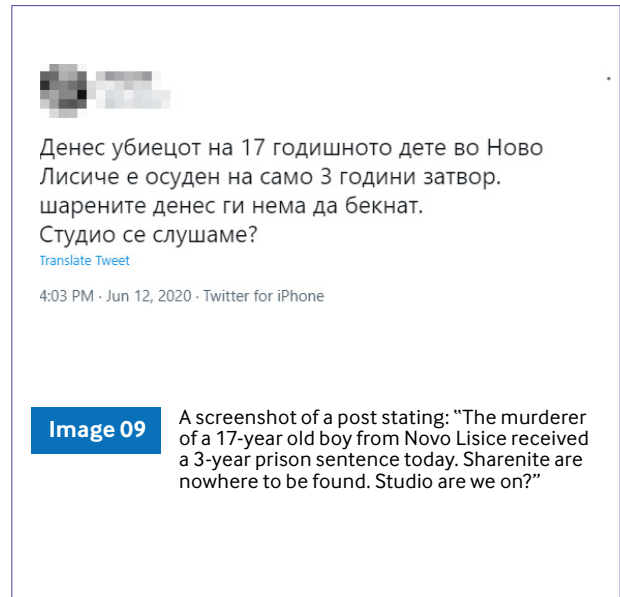 Денес убиецот на 17 годишното дете во Ново
Лисиче е осуден на само 3 години затвор.
шарените денес ги нема да бекнат.
Студио се слушаме?
Translate Tweet
4:03 PM · Jun 12, 2020 · Twitter for iPhone
Image 09
A screenshot of a post stating: “The murderer
of a 17-year old boy from Novo Lisice received
a 3-year prison sentence today. Sharenite are
nowhere to be found. Studio are we on?”